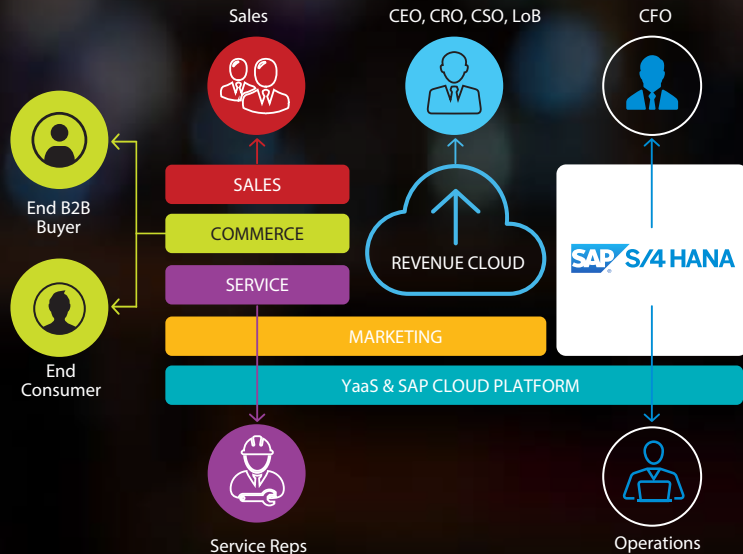 Sales
CEO, CRO, CSO, LoB
CFO
End B2B
Buyer
End
Consumer
SALES
COMMERCE
SERVICE
REVENUE CLOUD
SAP S/4 HANA
MARKETING
YaaS & SAP CLOUD PLATFORM
Service Reps
Operations